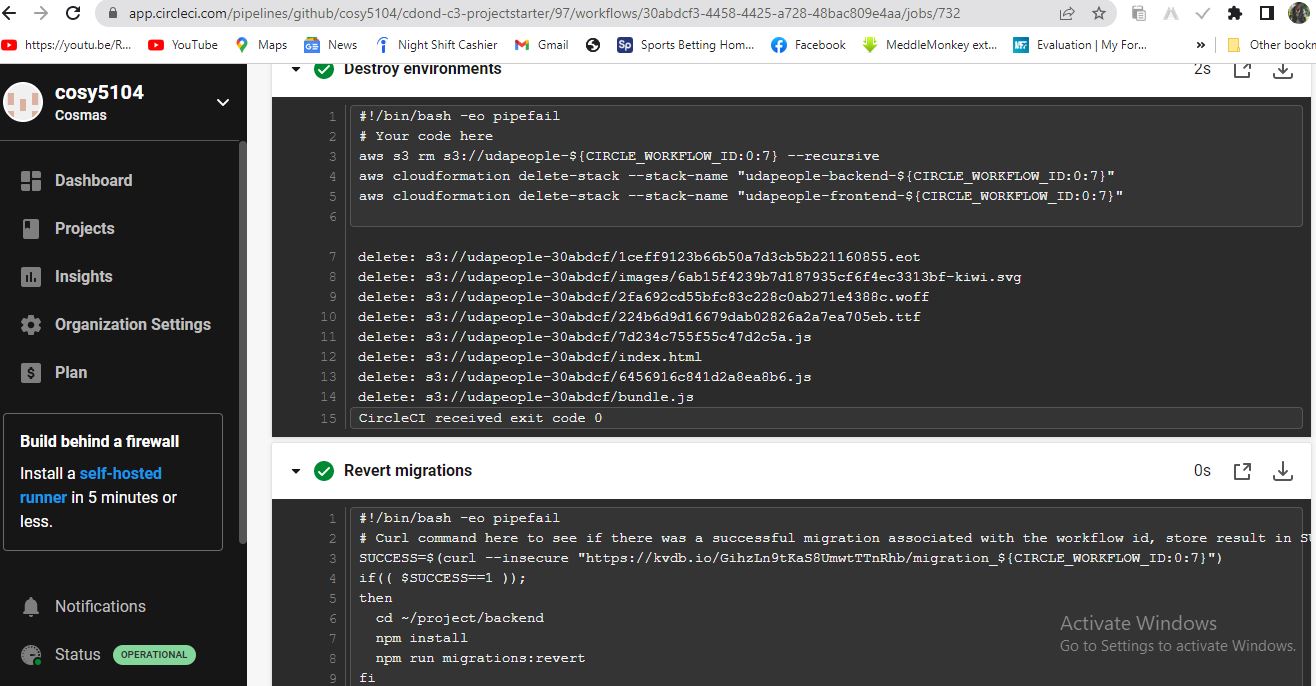 app.circleci.com/pipelines/github/cosy5104/cdond-c3-projectstarter/97/workflows/30abdcf3-4458-4425-a728-48bac809e4aa/jobs/732
https://youtu.be/R... YouTube Maps News Night Shift Cashier Gmail Sp Sports Betting Hom... Facebook MeddleMonkey ext... Evaluation | My For... » Other bookn
cosy5104
Cosmas
Dashboard
Projects
Insights
Organization Settings
Plan
Build behind a firewall
Install a self-hosted
runner in 5 minutes or
less.
Notifications
Status OPERATIONAL
Destroy environments 2s
1 #!/bin/bash -eo pipefail
2 # Your code here
3 aws s3 rm s3://udapeople-${CIRCLE_WORKFLOW_ID:0:7} --recursive
4 aws cloudformation delete-stack --stack-name "udapeople-backend-${CIRCLE_WORKFLOW_ID:0:7}"
5 aws cloudformation delete-stack --stack-name "udapeople-frontend-${CIRCLE_WORKFLOW_ID:0:7}"
6
7 delete: s3://udapeople-30abdcf/1ceff9123b66b50a7d3cb5b221160855.eot
8 delete: s3://udapeople-30abdcf/images/6ab15f4239b7d187935cf6f4ec3313bf-kiwi.svg
9 delete: s3://udapeople-30abdcf/2fa692cd55bfc83c228c0ab271e4388c.woff
10 delete: s3://udapeople-30abdcf/224b6d9d16679dab02826a2a7ea705eb.ttf
11 delete: s3://udapeople-30abdcf/7d234c755f55c47d2c5a.js
12 delete: s3://udapeople-30abdcf/index.html
13 delete: s3://udapeople-30abdcf/6456916c841d2a8ea8b6.js
14 delete: s3://udapeople-30abdcf/bundle.js
15 CircleCI received exit code 0
Revert migrations 0s
1 #!/bin/bash -eo pipefail
2 # Curl command here to see if there was a successful migration associated with the workflow id, store result in SU
3 SUCCESS=$(curl --insecure "https://kvdb.io/GihzLn9tKaS8UmwtTTnRhb/migration_${CIRCLE_WORKFLOW_ID:0:7}")
4 if(( $SUCCESS==1 ));
5 then
6 cd ~/project/backend
7 npm install
8 npm run migrations:revert
9 fi
Activate Windows
Go to Settings to activate Windows.